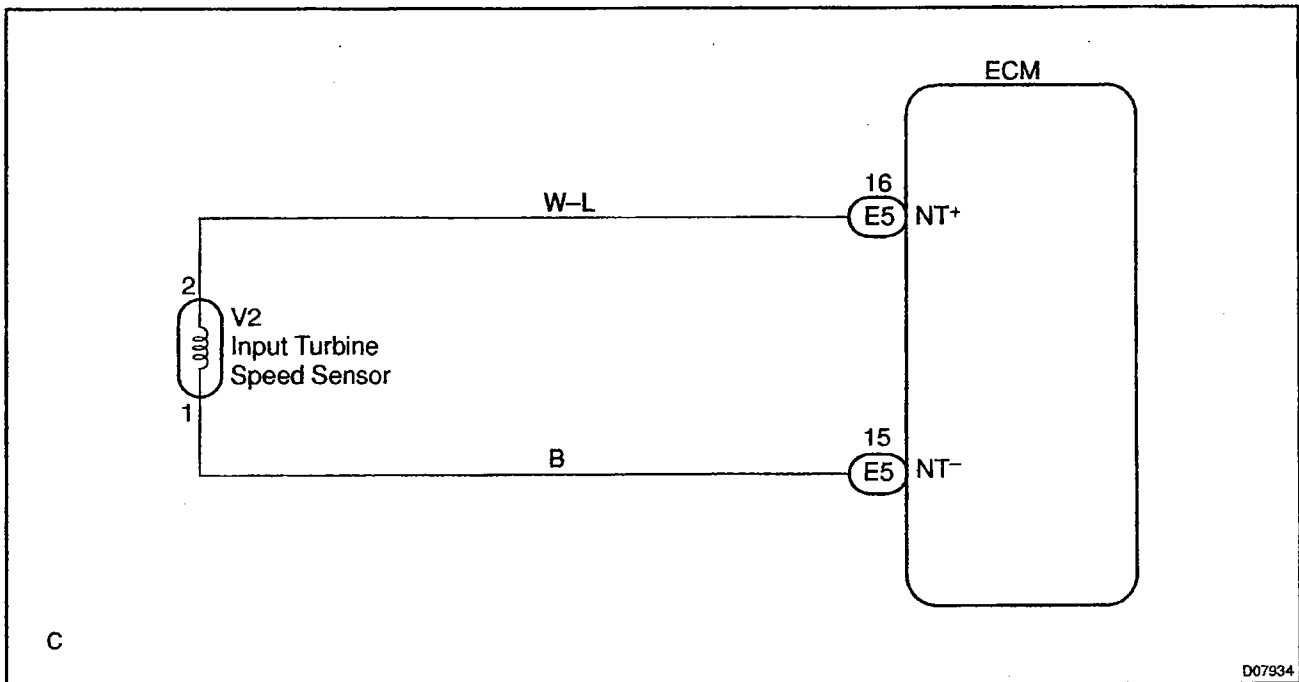 ECM
16
W–L
E5 NT+
2
V2
Input Turbine
Speed Sensor
1
15
B
E5 NT–
C
D07934